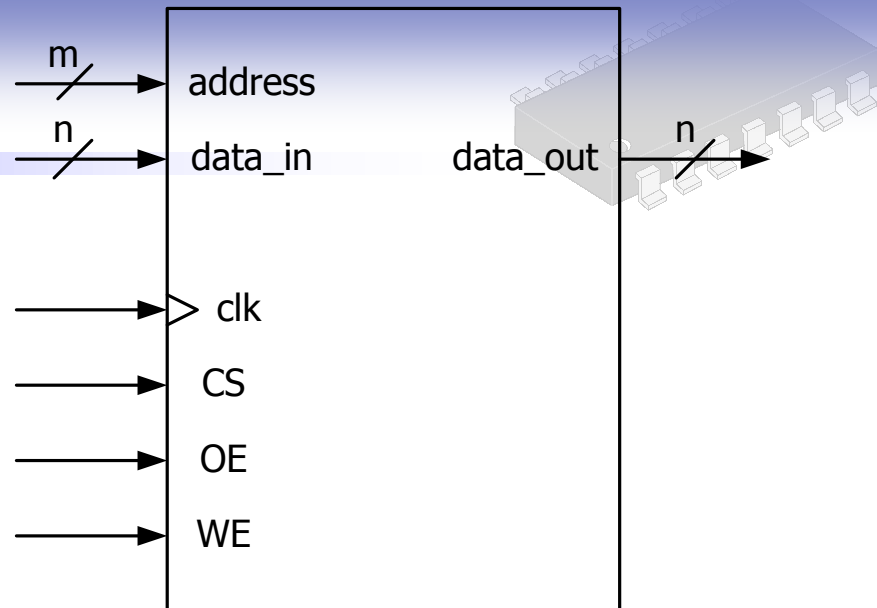 m
address
n
data_in
data_out
n
clk
CS
OE
WE